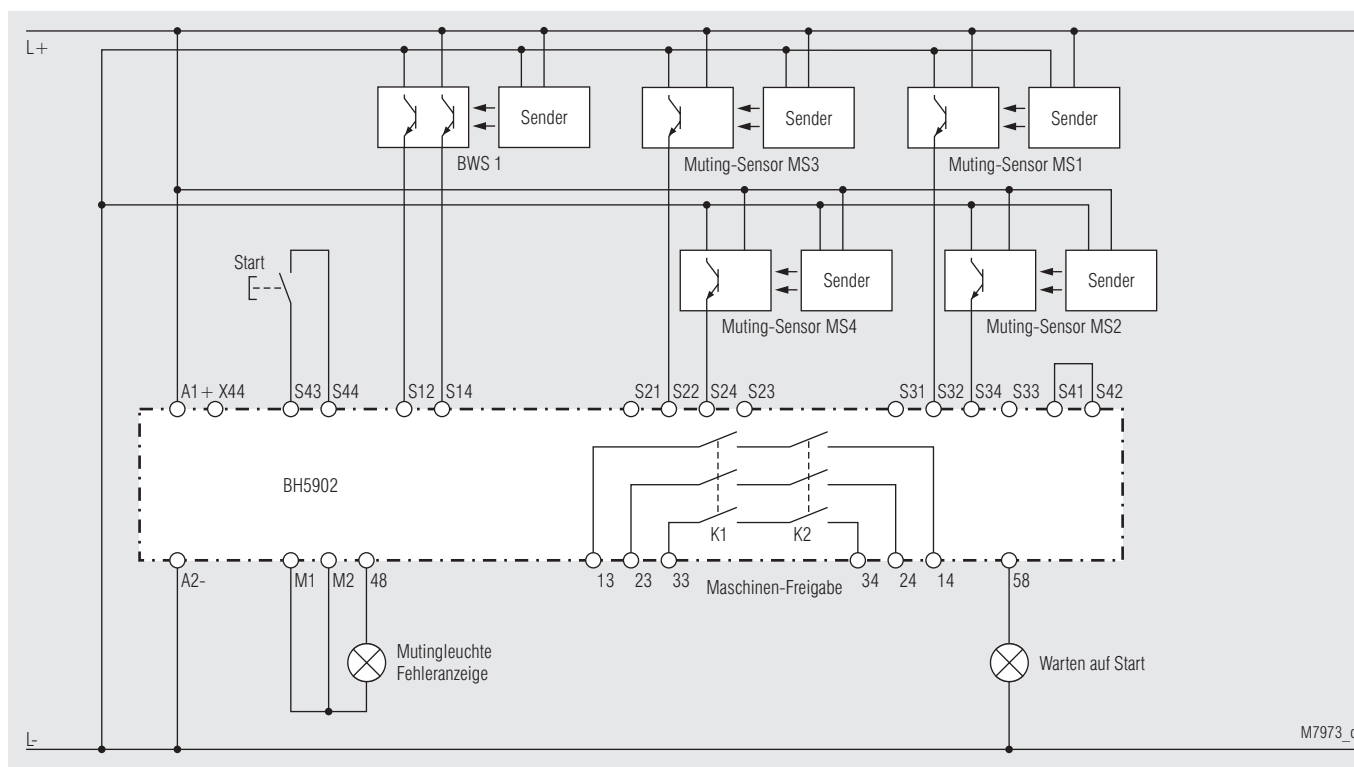 L+
Sender
Sender
Sender
BWS 1
Muting-Sensor MS3
Muting-Sensor MS1
Start
Sender
Sender
Muting-Sensor MS4
Muting-Sensor MS2
A1+ X44 S43 S44 S12 S14 S21 S22 S24 S23 S31 S32 S34 S33 S41 S42
BH5902
K1 K2
A2- M1 M2 48 13 23 33 Maschinen-Freigabe 34 24 14 58
Mutingleuchte
Fehleranzeige
Warten auf Start
L-
M7973_d